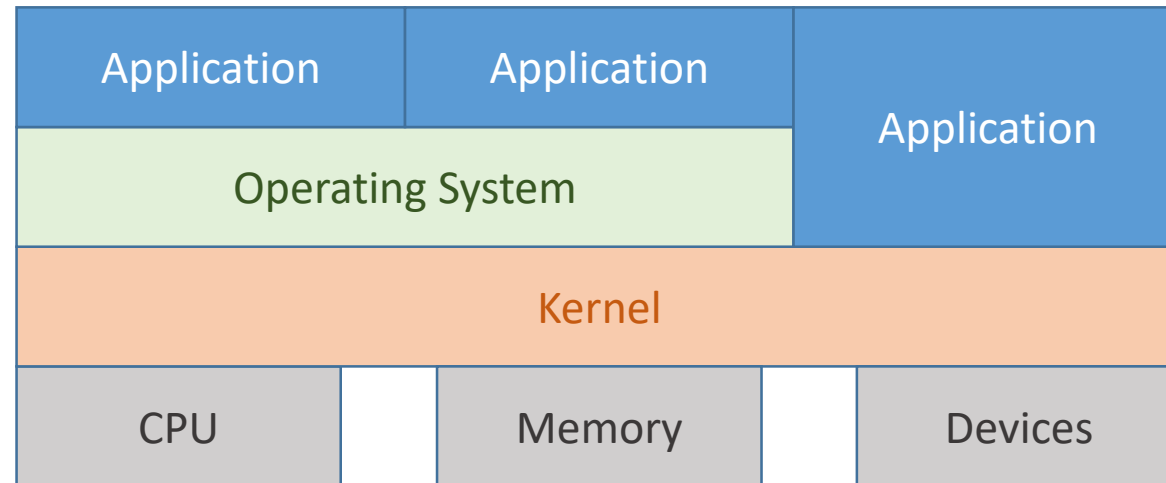 Application
Application
Application
Operating System
Kernel
CPU
Memory
Devices